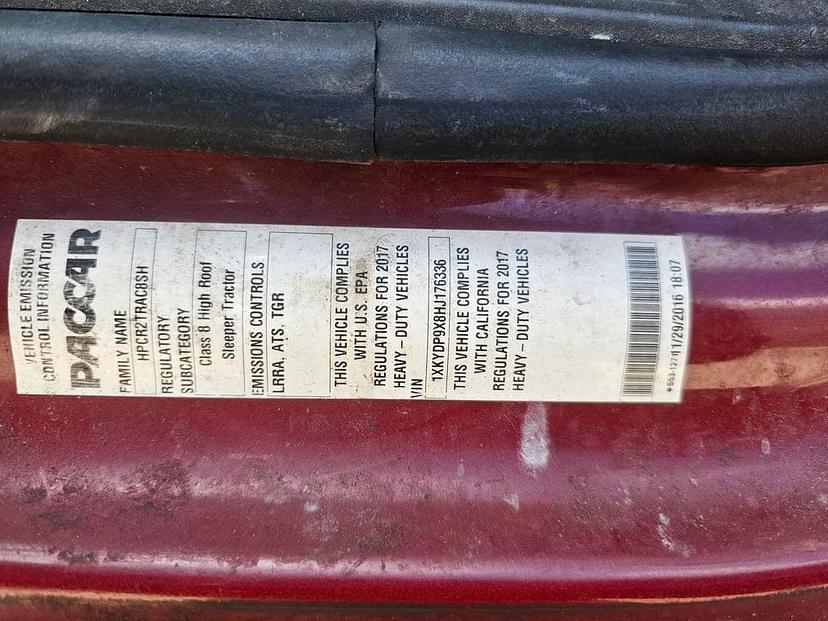 VEHICLE EMISSION
CONTROL INFORMATION
PACCAR
FAMILY NAME
HPCR2TRAC8SH
REGULATORY
SUBCATEGORY
Class 8 High Roof
Sleeper Tractor
EMISSIONS CONTROLS
LRRA, ATS, TGR
THIS VEHICLE COMPLIES
WITH U.S. EPA
REGULATIONS FOR 2017
HEAVY – DUTY VEHICLES
VIN
1XKYDP9X8HJ176336
THIS VEHICLE COMPLIES
WITH CALIFORNIA
REGULATIONS FOR 2017
HEAVY – DUTY VEHICLES
11/29/2016 18:07